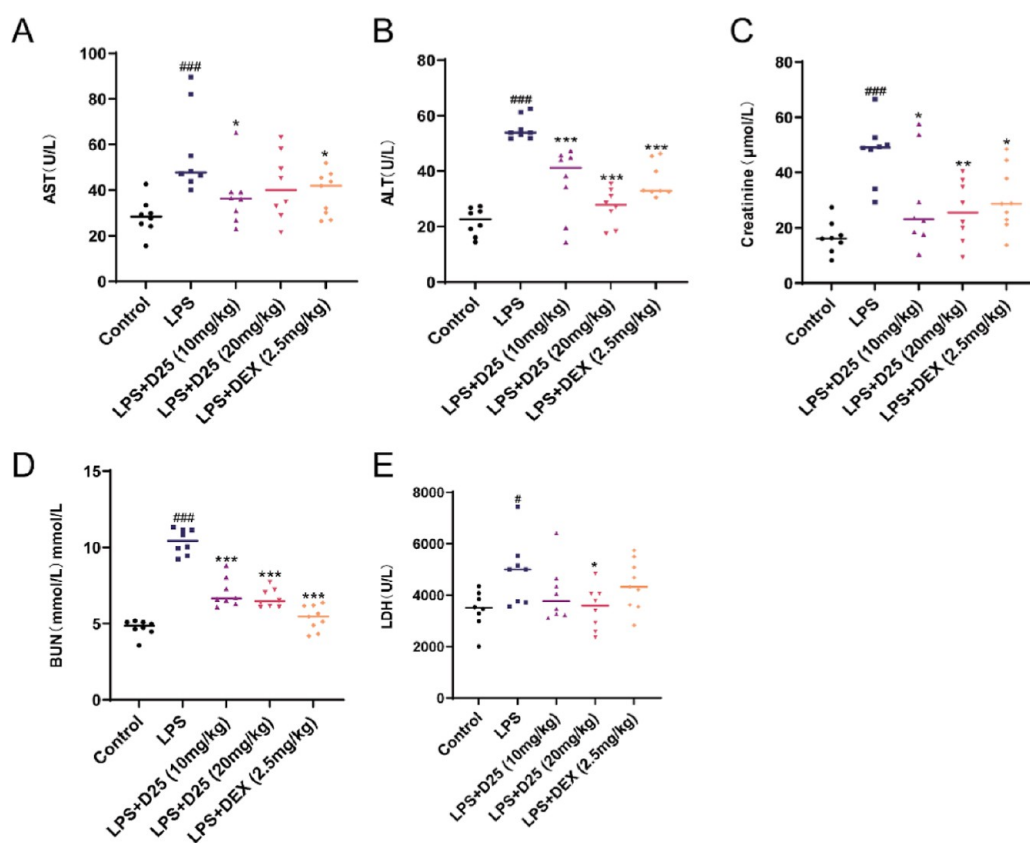 A
AST(U/L)
100
80
60
40
20
0
###
*
*
Control
LPS
LPS+D25 (10mg/kg)
LPS+D25 (20mg/kg)
LPS+DEX (2.5mg/kg)
B
ALT(U/L)
80
60
40
20
0
###
***
***
***
Control
LPS
LPS+D25 (10mg/kg)
LPS+D25 (20mg/kg)
LPS+DEX (2.5mg/kg)
C
Creatinine (μmol/L)
80
60
40
20
0
###
*
**
*
Control
LPS
LPS+D25 (10mg/kg)
LPS+D25 (20mg/kg)
LPS+DEX (2.5mg/kg)
D
BUN(mmol/L) mmol/L
15
10
5
0
###
***
***
***
Control
LPS
LPS+D25 (10mg/kg)
LPS+D25 (20mg/kg)
LPS+DEX (2.5mg/kg)
E
LDH(U/L)
8000
6000
4000
2000
0
#
*
Control
LPS
LPS+D25 (10mg/kg)
LPS+D25 (20mg/kg)
LPS+DEX (2.5mg/kg)